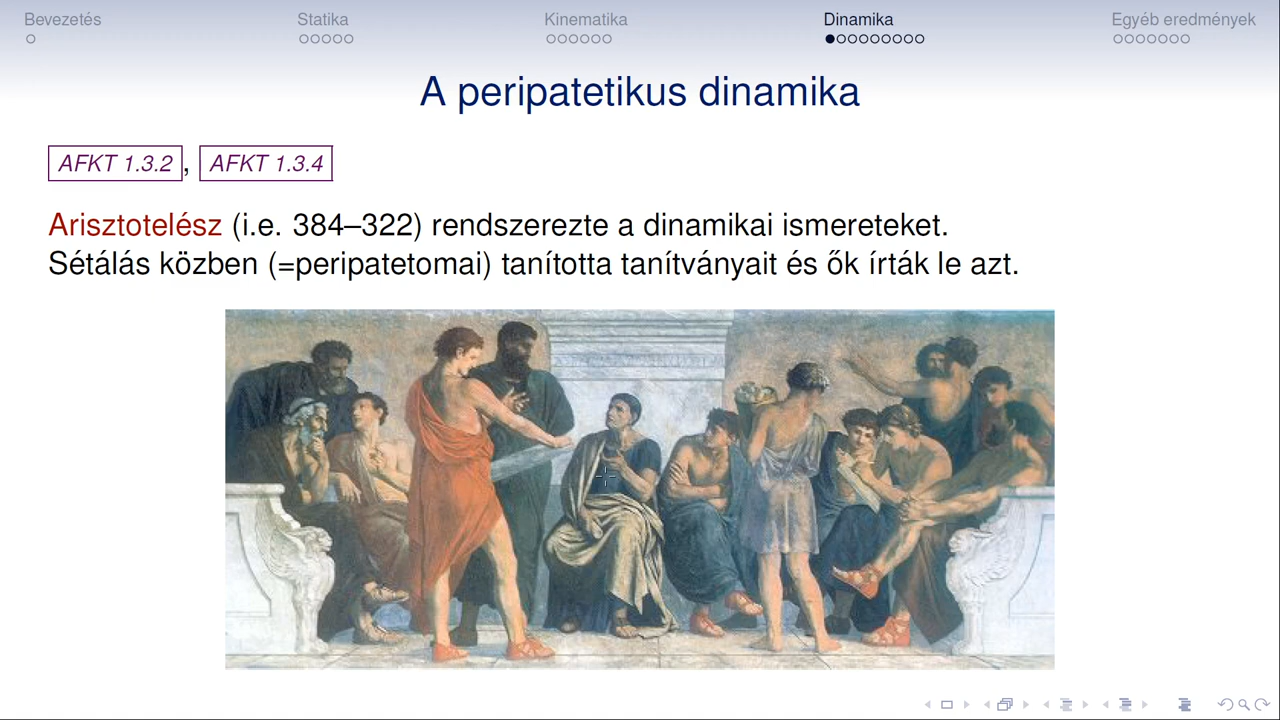 Bevezetés Statika Kinematika Dinamika Egyéb eredmények
A peripatetikus dinamika
AFKT 1.3.2, AFKT 1.3.4
Arisztotelész (i.e. 384–322) rendszerezte a dinamikai ismereteket.
Sétálás közben (=peripatetomai) tanította tanítványait és ők írták le azt.